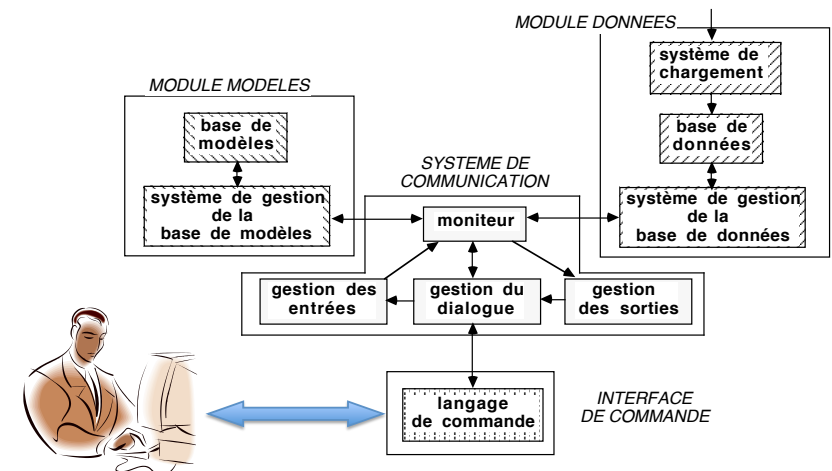 MODULE DONNEES
système de
chargement
base de
données
système de gestion
de la
base de données
MODULE MODELES
base de
modèles
système de gestion
de la
base de modèles
SYSTEME DE
COMMUNICATION
moniteur
gestion des
entrées
gestion du
dialogue
gestion
des sorties
langage
de commande
INTERFACE
DE COMMANDE